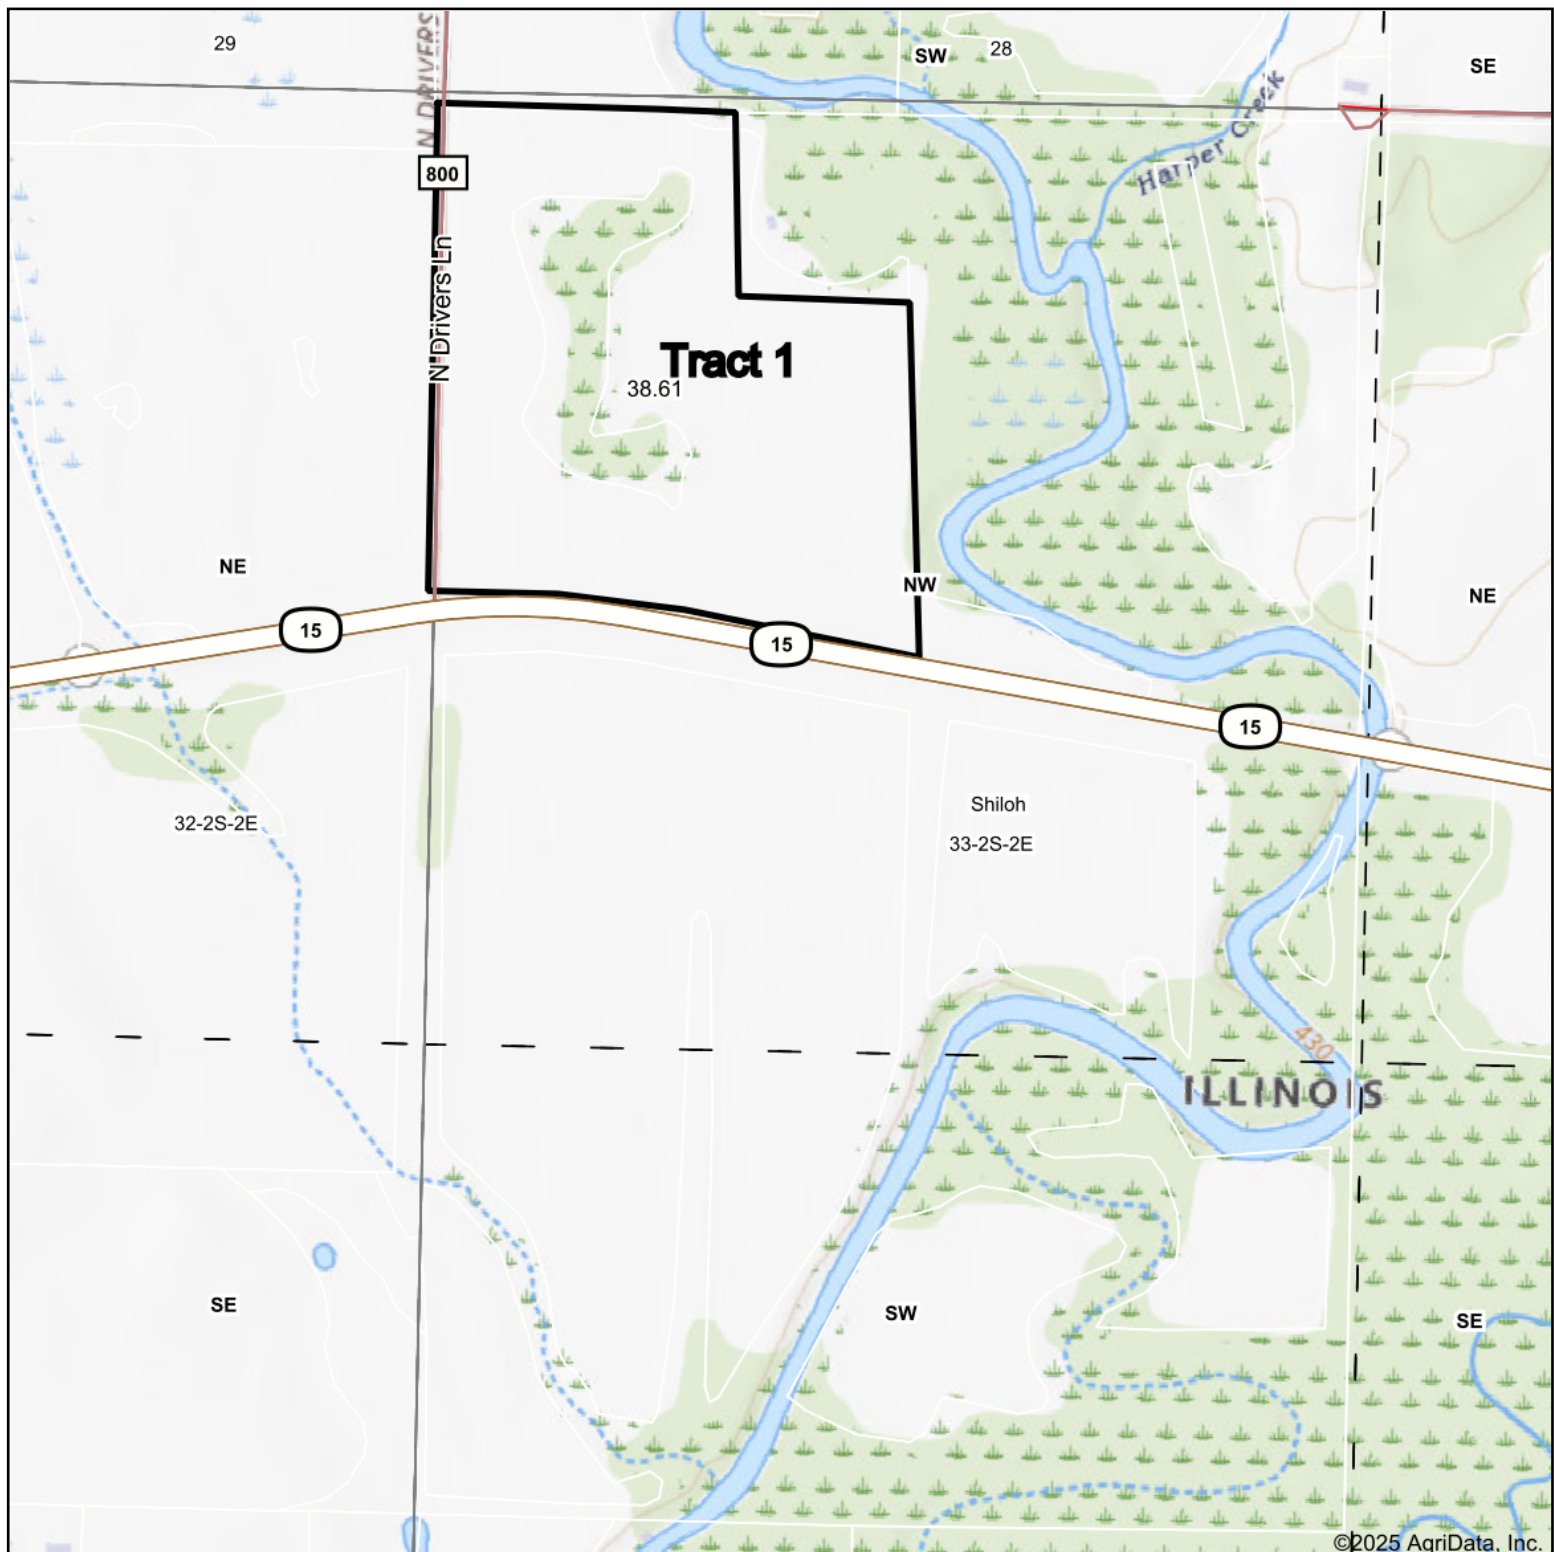 29
SW
28
SE
N DRIVERS
Harper Creek
800
N Drivers Ln
Tract 1
38.61
NE
NW
NE
15
15
15
Shiloh
32-2S-2E
33-2S-2E
430
ILLINOIS
SE
SW
SE
©2025 AgriData, Inc.